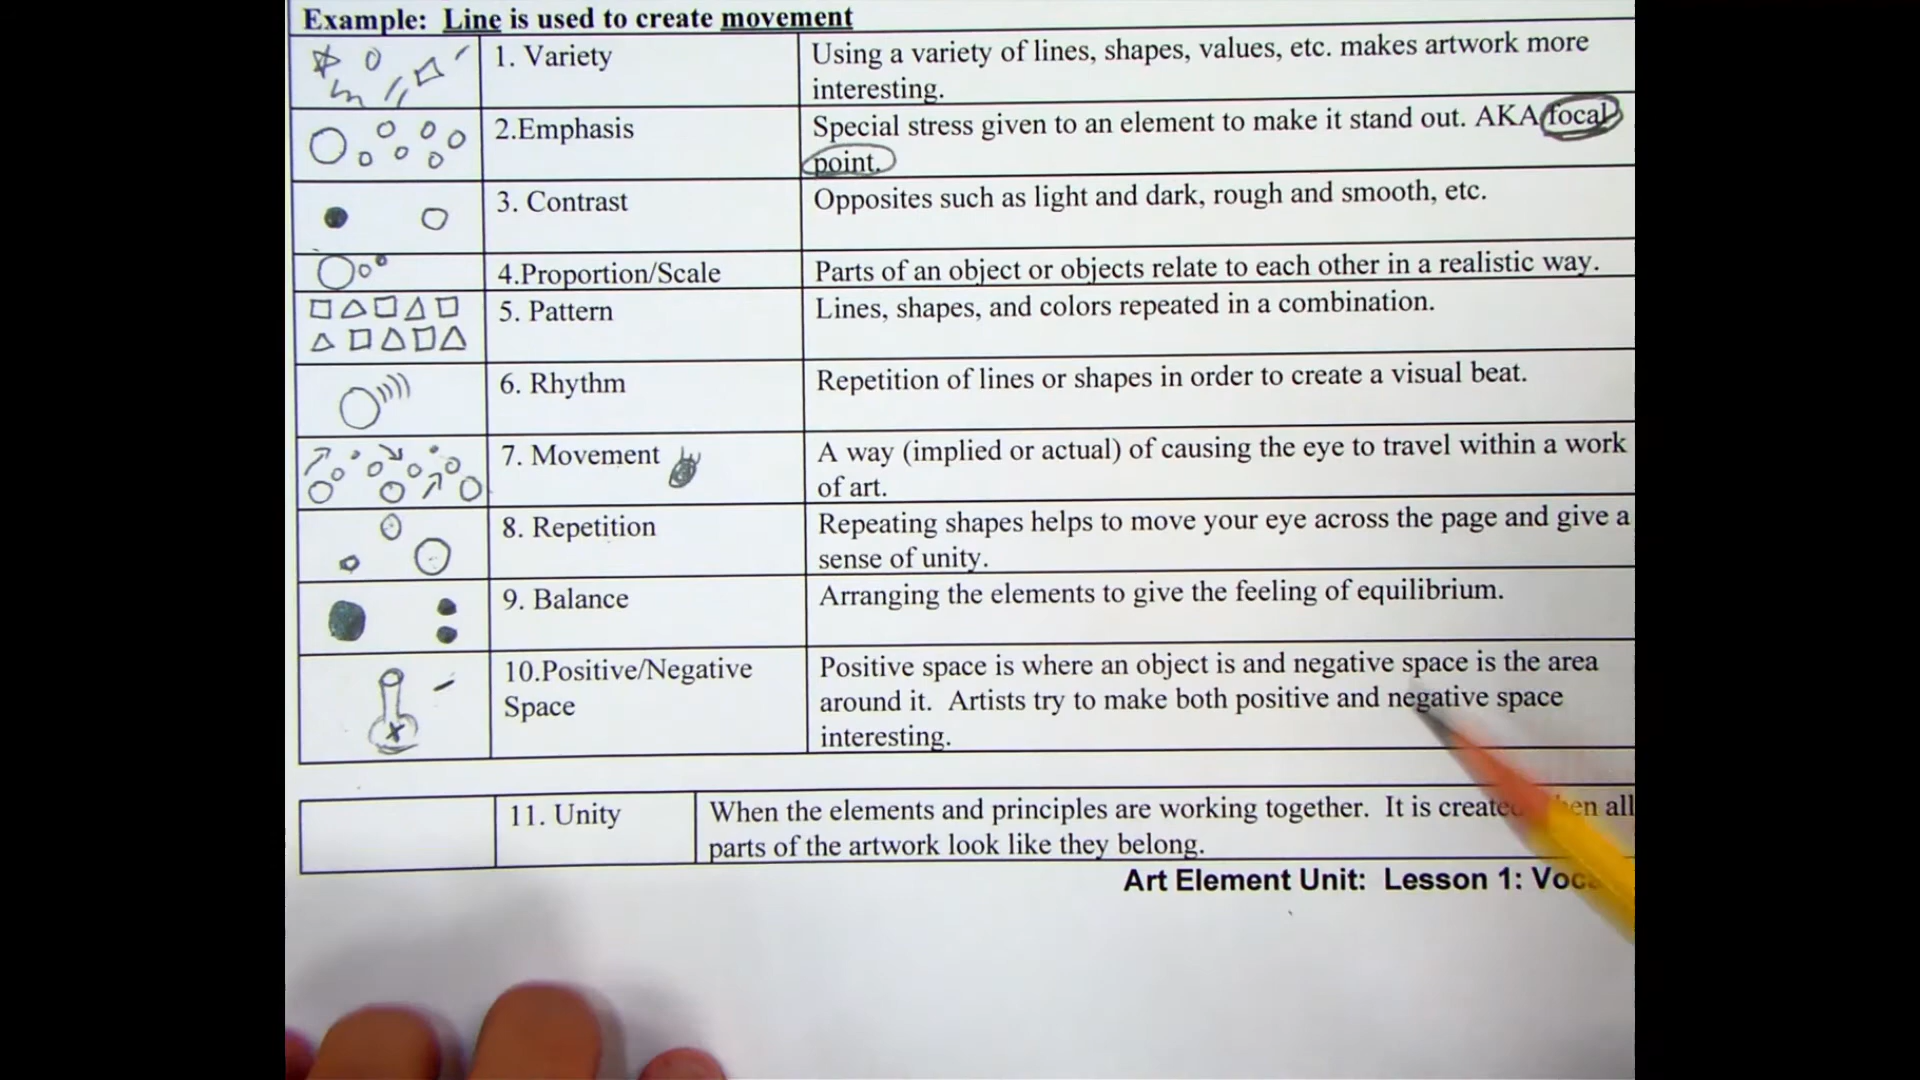 Example: Line is used to create movement
1. Variety
Using a variety of lines, shapes, values, etc. makes artwork more
interesting.
2.Emphasis
Special stress given to an element to make it stand out. AKA focal
point.
3. Contrast
Opposites such as light and dark, rough and smooth, etc.
4.Proportion/Scale
Parts of an object or objects relate to each other in a realistic way.
5. Pattern
Lines, shapes, and colors repeated in a combination.
6. Rhythm
Repetition of lines or shapes in order to create a visual beat.
7. Movement
A way (implied or actual) of causing the eye to travel within a work
of art.
8. Repetition
Repeating shapes helps to move your eye across the page and give a
sense of unity.
9. Balance
Arranging the elements to give the feeling of equilibrium.
10.Positive/Negative
Space
Positive space is where an object is and negative space is the area
around it. Artists try to make both positive and negative space
interesting.
11. Unity
When the elements and principles are working together. It is all
parts of the artwork look like they belong.
Art Element Unit: Lesson 1: